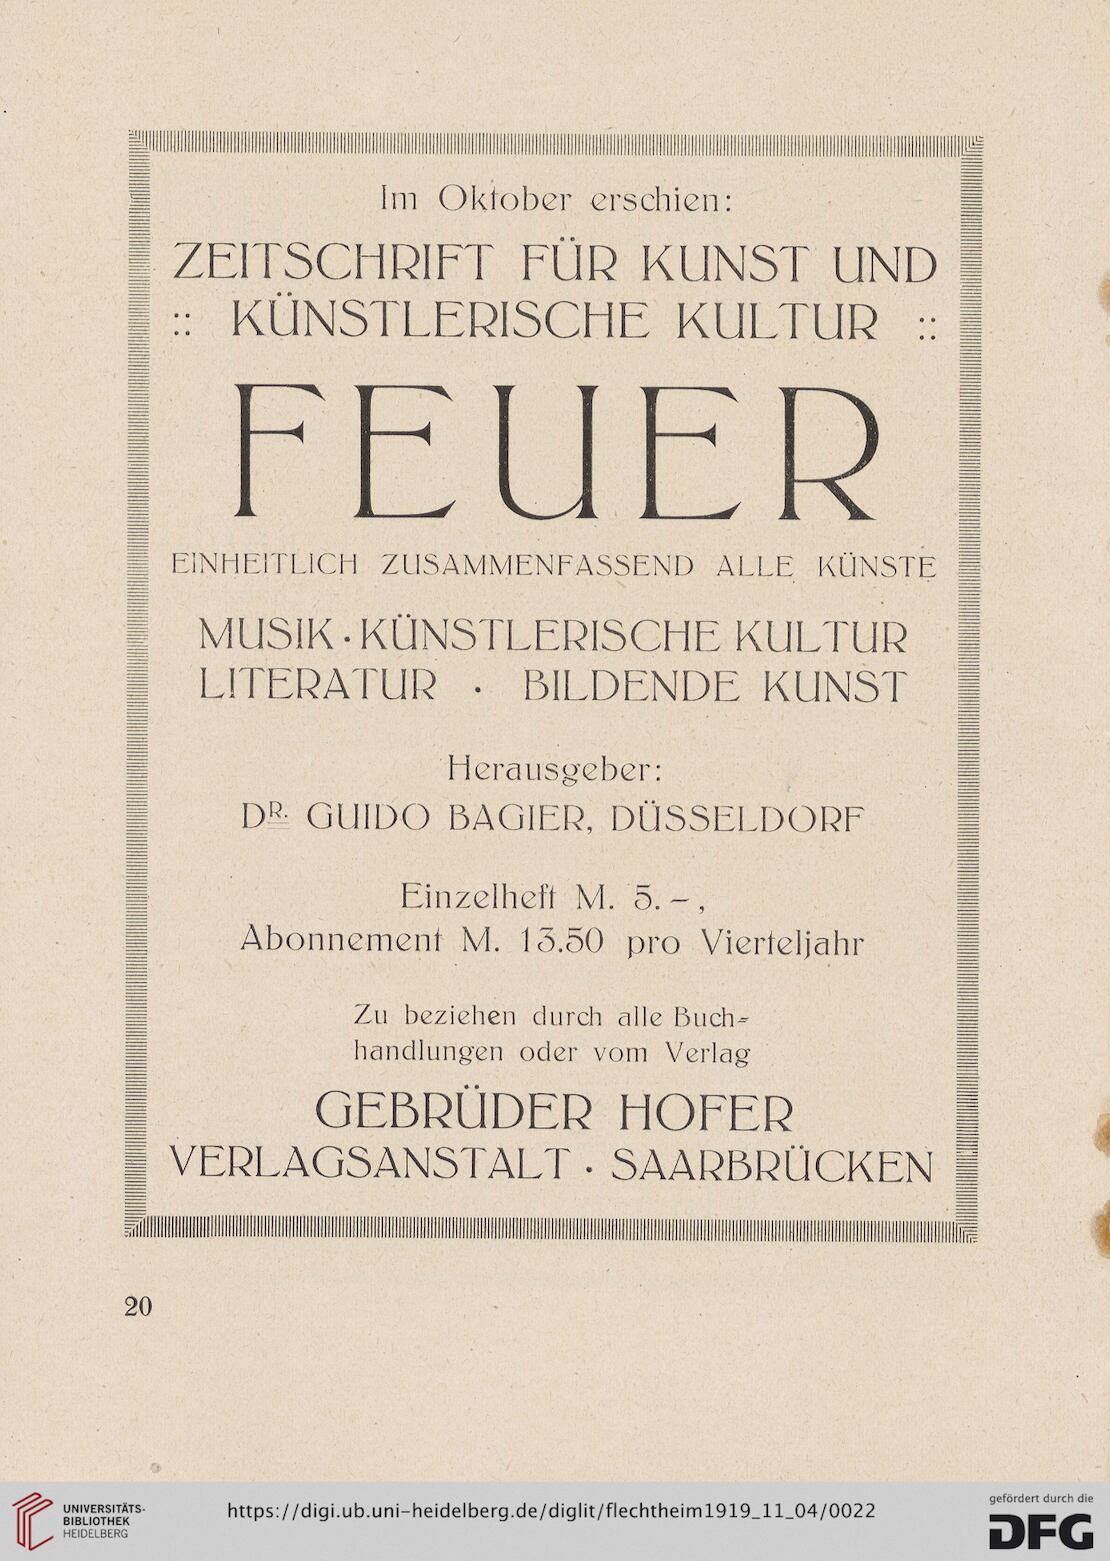 Im Oktober erschien:
ZEITSCHRIFT FÜR KUNST UND
:: KÜNSTLERISCHE KULTUR ::
FEUER
EINHEITLICH ZUSAMMENFASSEND ALLE KÜNSTE
MUSIK · KÜNSTLERISCHE KULTUR
LITERATUR · BILDENDE KUNST
Herausgeber:
DR. GUIDO BAGIER, DÜSSELDORF
Einzelheft M. 5.–,
Abonnement M. 13.50 pro Vierteljahr
Zu beziehen durch alle Buch=
handlungen oder vom Verlag
GEBRÜDER HOFER
VERLAGSANSTALT · SAARBRÜCKEN
20
UNIVERSITÄTS-
BIBLIOTHEK
HEIDELBERG
https://digi.ub.uni-heidelberg.de/diglit/flechtheim1919_11_04/0022
gefördert durch die
DFG